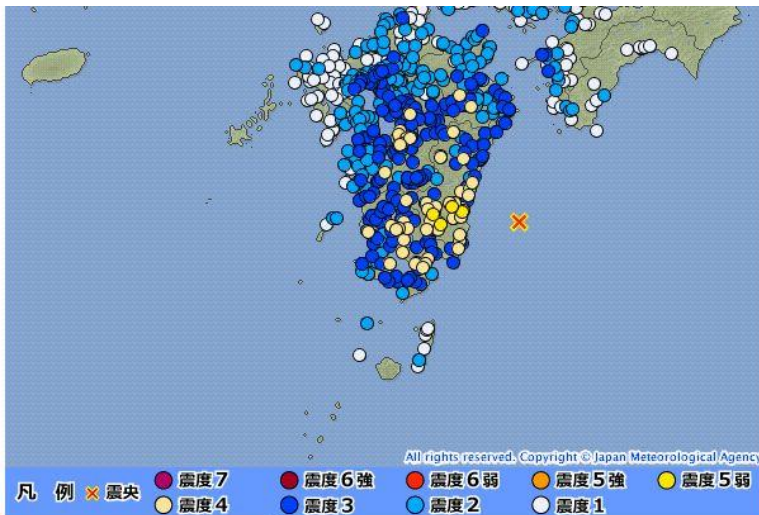 All rights reserved. Copyright © Japan Meteorological Agency
凡 例 × 震央 震度7 震度6強 震度6弱 震度5強 震度5弱
震度4 震度3 震度2 震度1